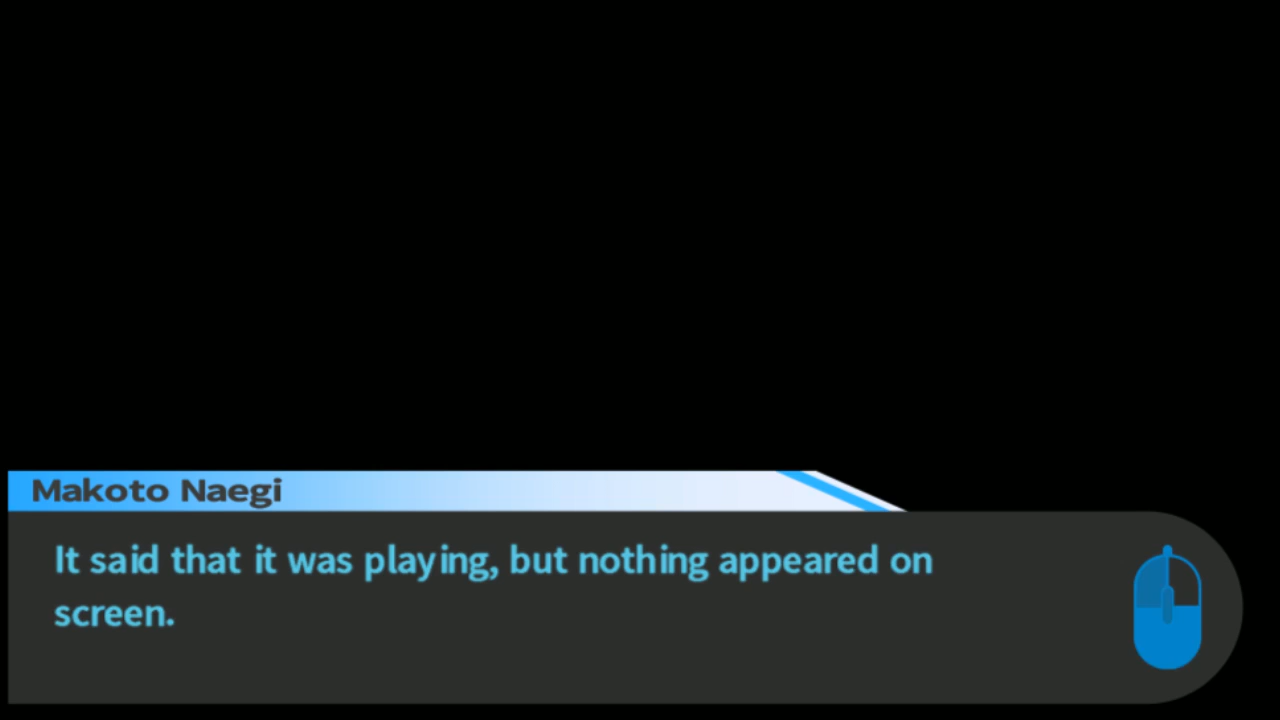 Makoto Naegi
It said that it was playing, but nothing appeared on
screen.